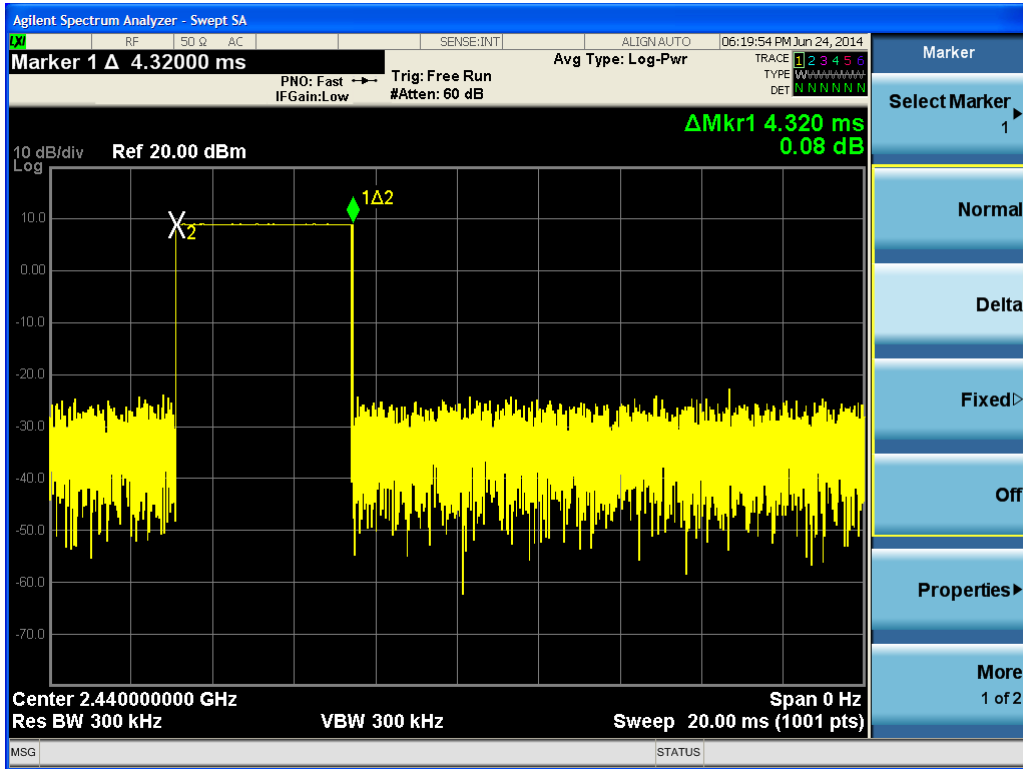 Agilent Spectrum Analyzer - Swept SA
LXI RF 50 Ω AC SENSE:INT ALIGN AUTO 06:19:54 PM Jun 24, 2014
Marker 1 Δ 4.32000 ms
PNO: Fast
IFGain:Low
Trig: Free Run
#Atten: 60 dB
Avg Type: Log-Pwr
TRACE 1 2 3 4 5 6
TYPE
DET N N N N N N
ΔMkr1 4.320 ms
0.08 dB
10 dB/div Ref 20.00 dBm
Log
1Δ2
10.0
2
0.00
-10.0
-20.0
-30.0
-40.0
-50.0
-60.0
-70.0
Center 2.440000000 GHz Span 0 Hz
Res BW 300 kHz VBW 300 kHz Sweep 20.00 ms (1001 pts)
MSG STATUS
Marker
Select Marker
1
Normal
Delta
Fixed
Off
Properties
More
1 of 2